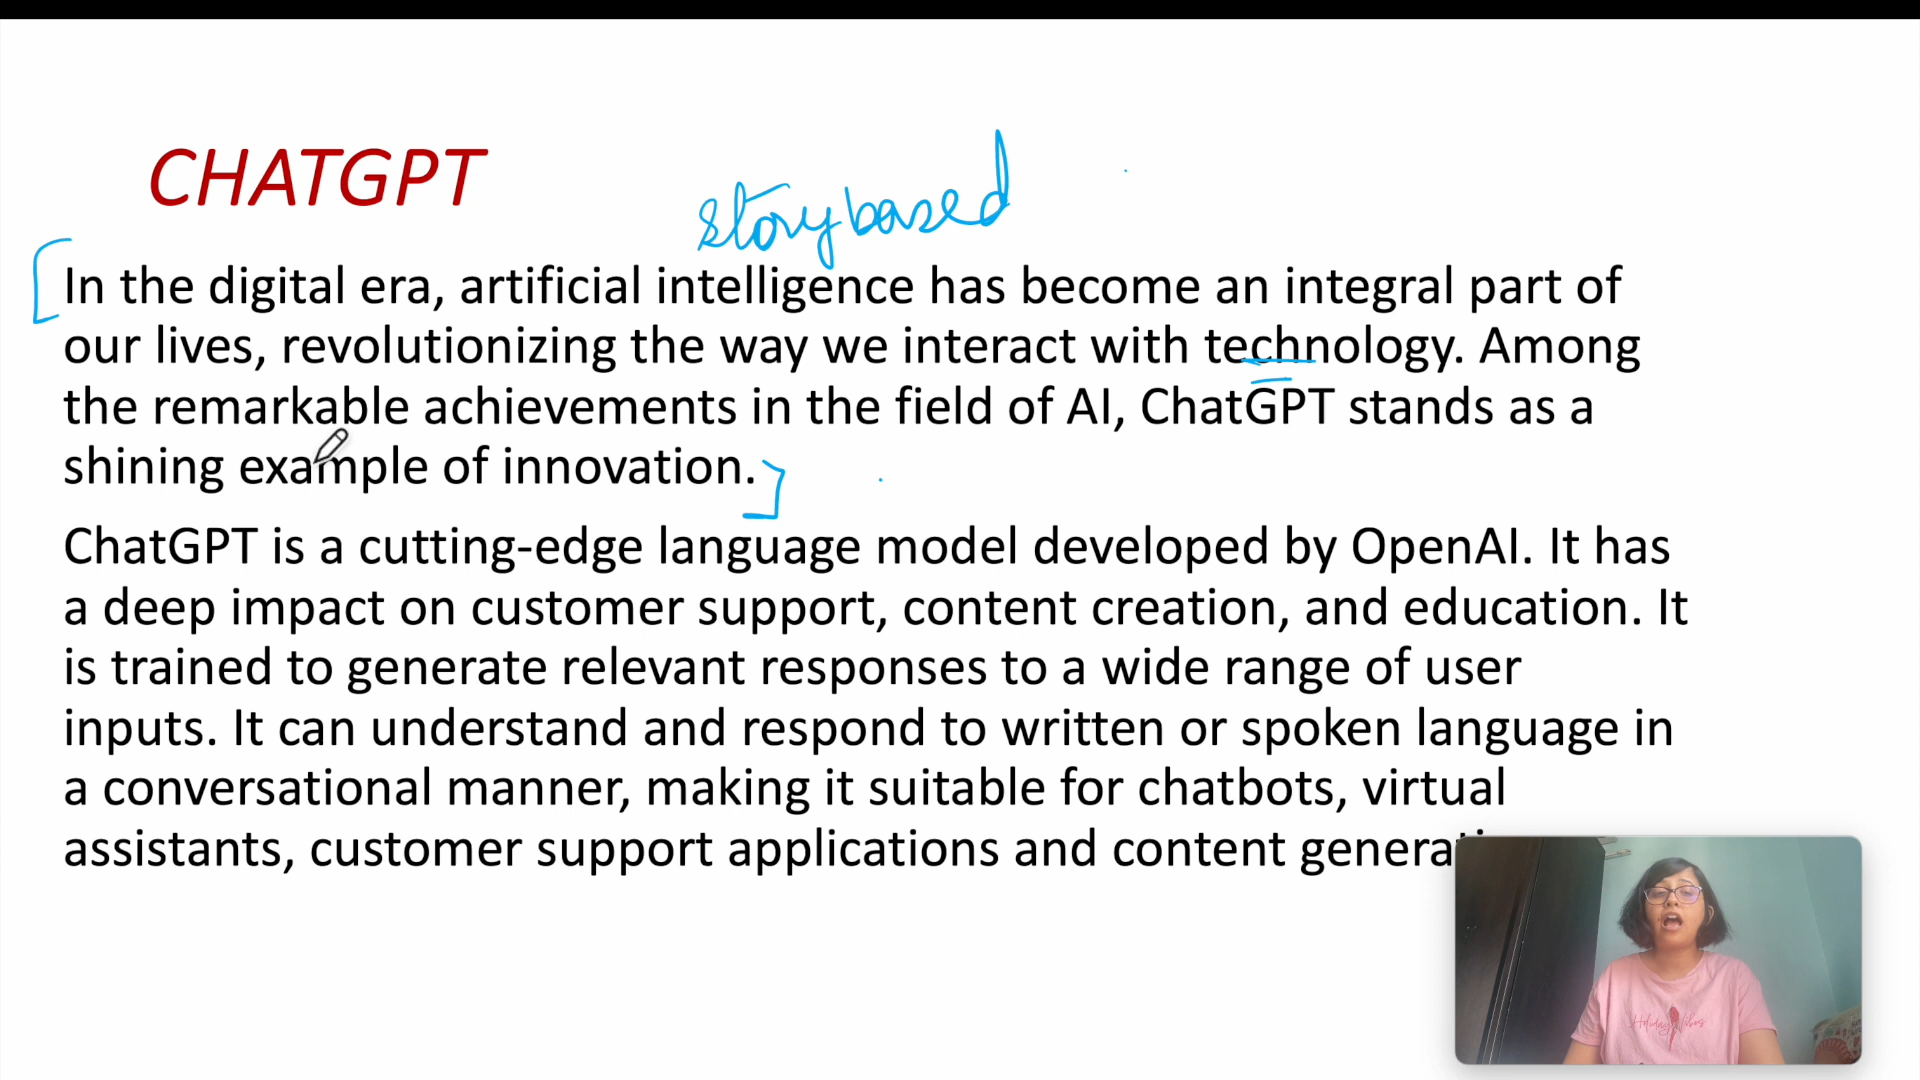 CHATGPT
story based
In the digital era, artificial intelligence has become an integral part of
our lives, revolutionizing the way we interact with technology. Among
the remarkable achievements in the field of AI, ChatGPT stands as a
shining example of innovation.
ChatGPT is a cutting-edge language model developed by OpenAI. It has
a deep impact on customer support, content creation, and education. It
is trained to generate relevant responses to a wide range of user
inputs. It can understand and respond to written or spoken language in
a conversational manner, making it suitable for chatbots, virtual
assistants, customer support applications and content
Holiday Vibes